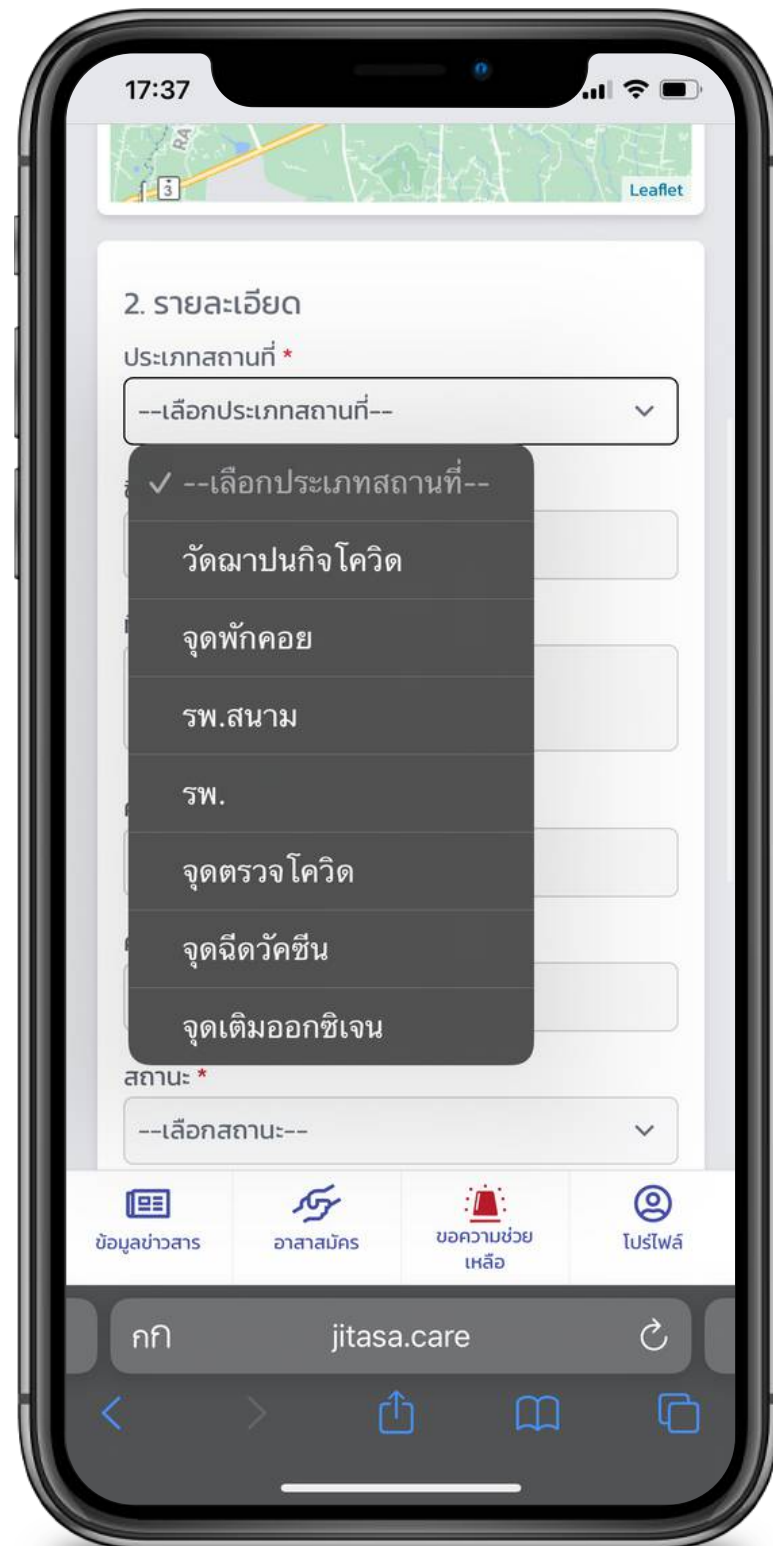 17:37
RA
3
Leaflet
2. รายละเอียด
ประเภทสถานที่ *
--เลือกประเภทสถานที่--
✓ --เลือกประเภทสถานที่--
วัดฌาปนกิจโควิด
จุดพักคอย
รพ.สนาม
รพ.
จุดตรวจโควิด
จุดฉีดวัคซีน
จุดเติมออกซิเจน
สถานะ *
--เลือกสถานะ--
ข้อมูลข่าวสาร
อาสาสมัคร
ขอความช่วย
เหลือ
โปรไฟล์
กก jitasa.care